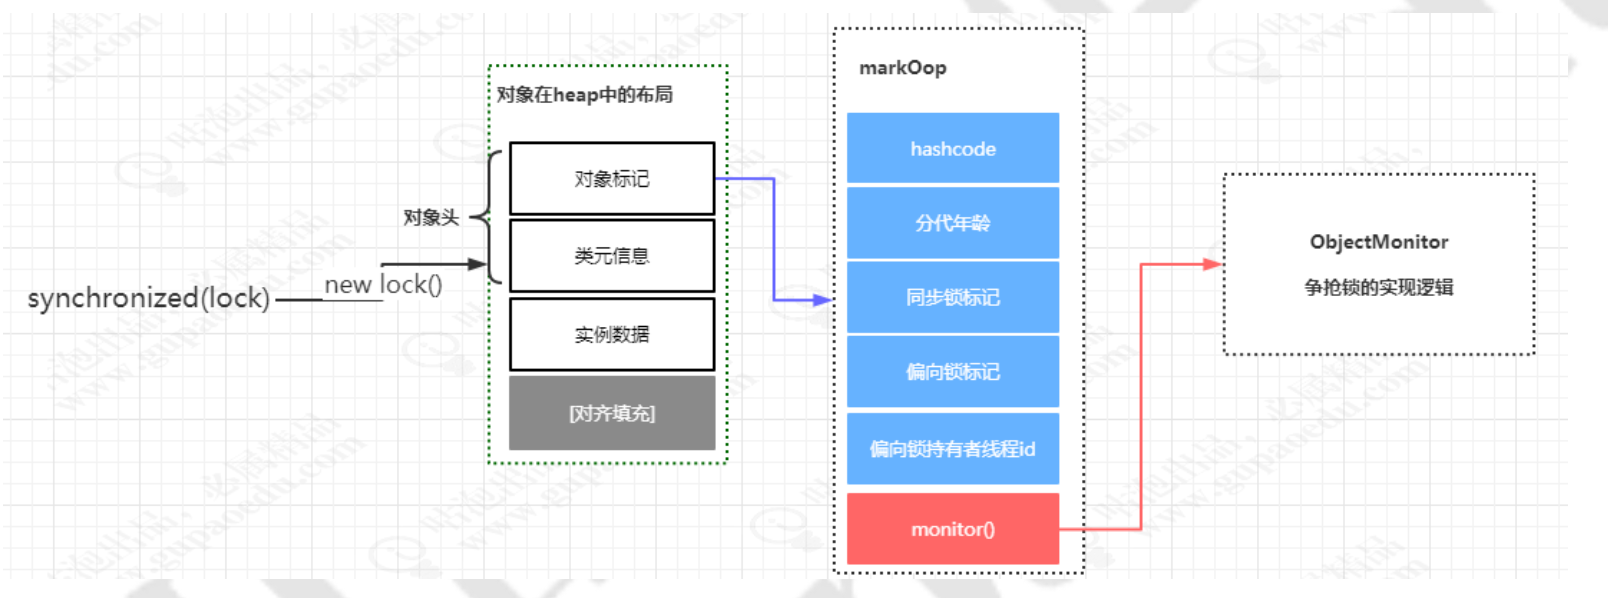 synchronized(lock)
new lock()
对象头
对象在heap中的布局
对象标记
类元信息
实例数据
[对齐填充]
markOop
hashcode
分代年龄
同步锁标记
偏向锁标记
偏向锁持有者线程id
monitor()
ObjectMonitor
争抢锁的实现逻辑